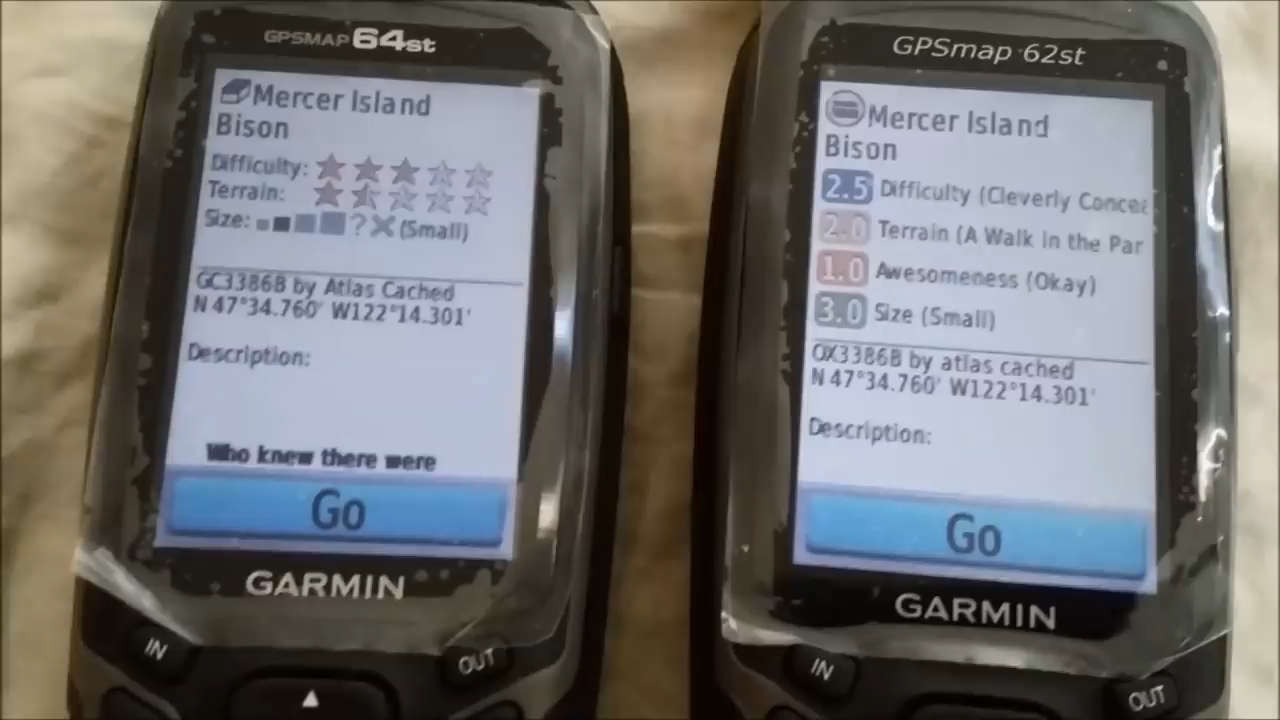 GPSMAP 64st
Mercer Island
Bison
Difficulty:
Terrain:
Size: ? (Small)
GC3386B by Atlas Cached
N 47°34.760' W122°14.301'
Description:
Who knew there were
Go
GARMIN
IN
OUT
GPSmap 62st
Mercer Island
Bison
2.5 Difficulty (Cleverly Concea
2.0 Terrain (A Walk in the Par
1.0 Awesomeness (Okay)
3.0 Size (Small)
OX3386B by atlas cached
N 47°34.760' W122°14.301'
Description:
Go
GARMIN
IN
OUT